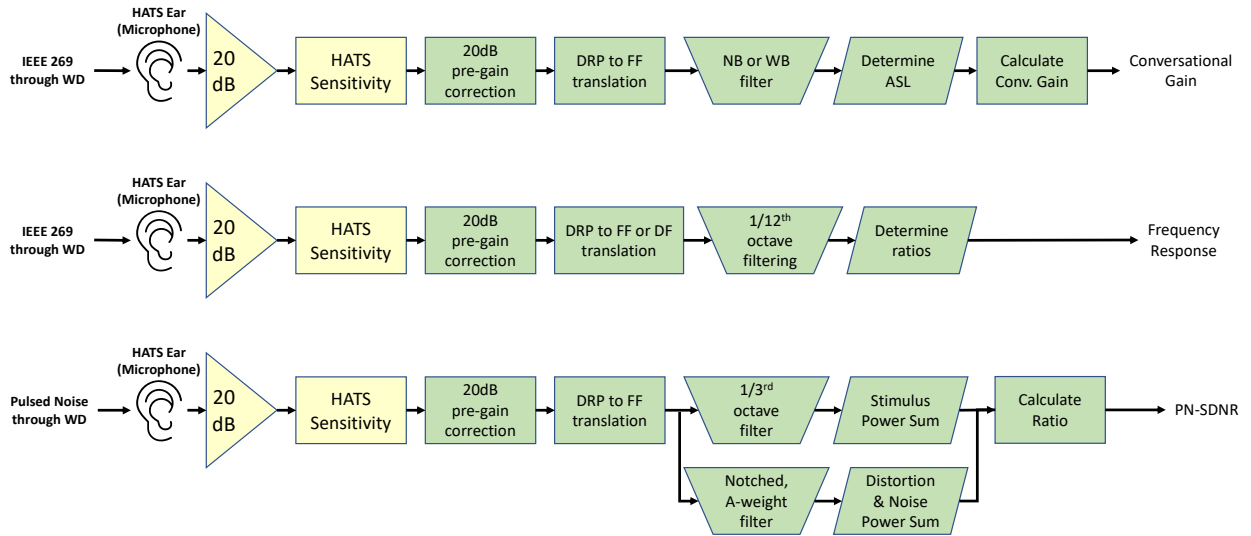 HATS Ear
(Microphone)
IEEE 269
through WD
20
dB
HATS
Sensitivity
20dB
pre-gain
correction
DRP to FF
translation
NB or WB
filter
Determine
ASL
Calculate
Conv. Gain
Conversational
Gain
HATS Ear
(Microphone)
IEEE 269
through WD
20
dB
HATS
Sensitivity
20dB
pre-gain
correction
DRP to FF or DF
translation
1/12th
octave
filtering
Determine
ratios
Frequency
Response
HATS Ear
(Microphone)
Pulsed Noise
through WD
20
dB
HATS
Sensitivity
20dB
pre-gain
correction
DRP to FF
translation
1/3rd
octave
filter
Stimulus
Power Sum
Calculate
Ratio
PN-SDNR
Notched,
A-weight
filter
Distortion
& Noise
Power Sum